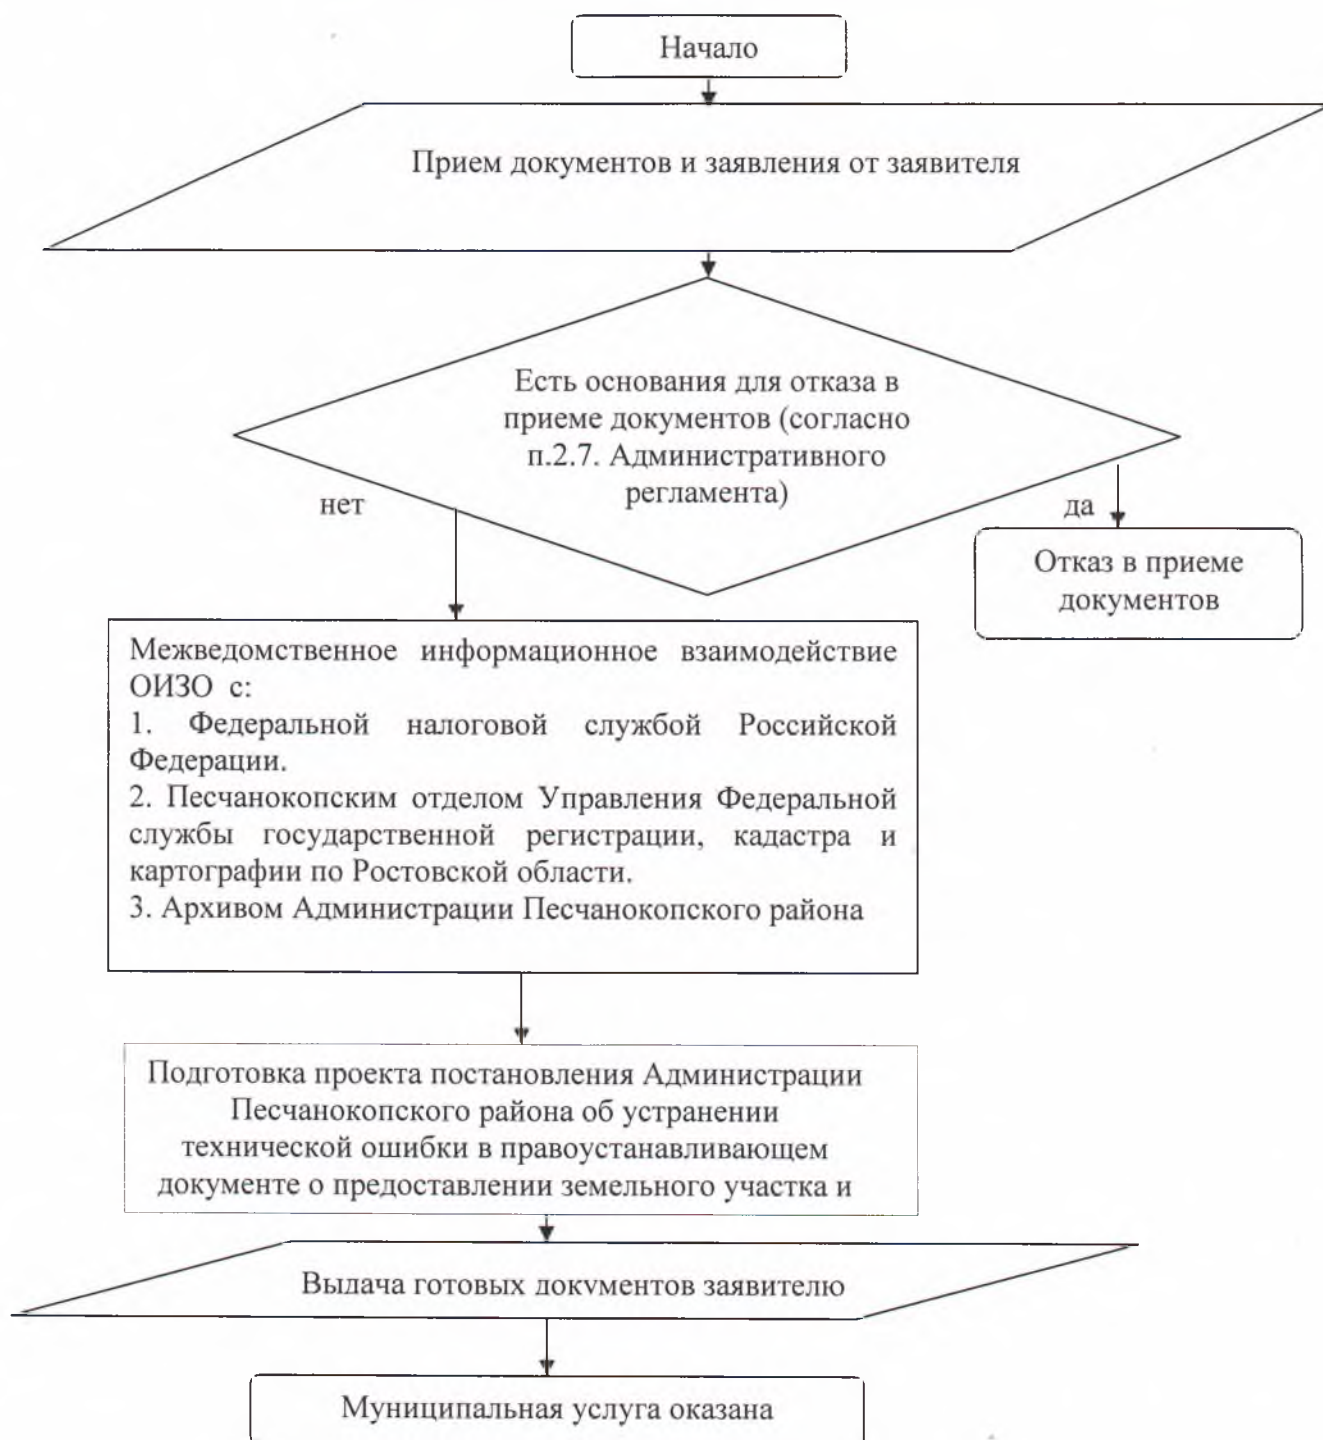 Начало
Прием документов и заявления от заявителя
Есть основания для отказа в
приеме документов (согласно
п.2.7. Административного
регламента)
нет
да
Отказ в приеме
документов
Межведомственное информационное взаимодействие
ОИЗО с:
1. Федеральной налоговой службой Российской
Федерации.
2. Песчанокопским отделом Управления Федеральной
службы государственной регистрации, кадастра и
картографии по Ростовской области.
3. Архивом Администрации Песчанокопского района
Подготовка проекта постановления Администрации
Песчанокопского района об устранении
технической ошибки в правоустанавливающем
документе о предоставлении земельного участка и
Выдача готовых документов заявителю
Муниципальная услуга оказана